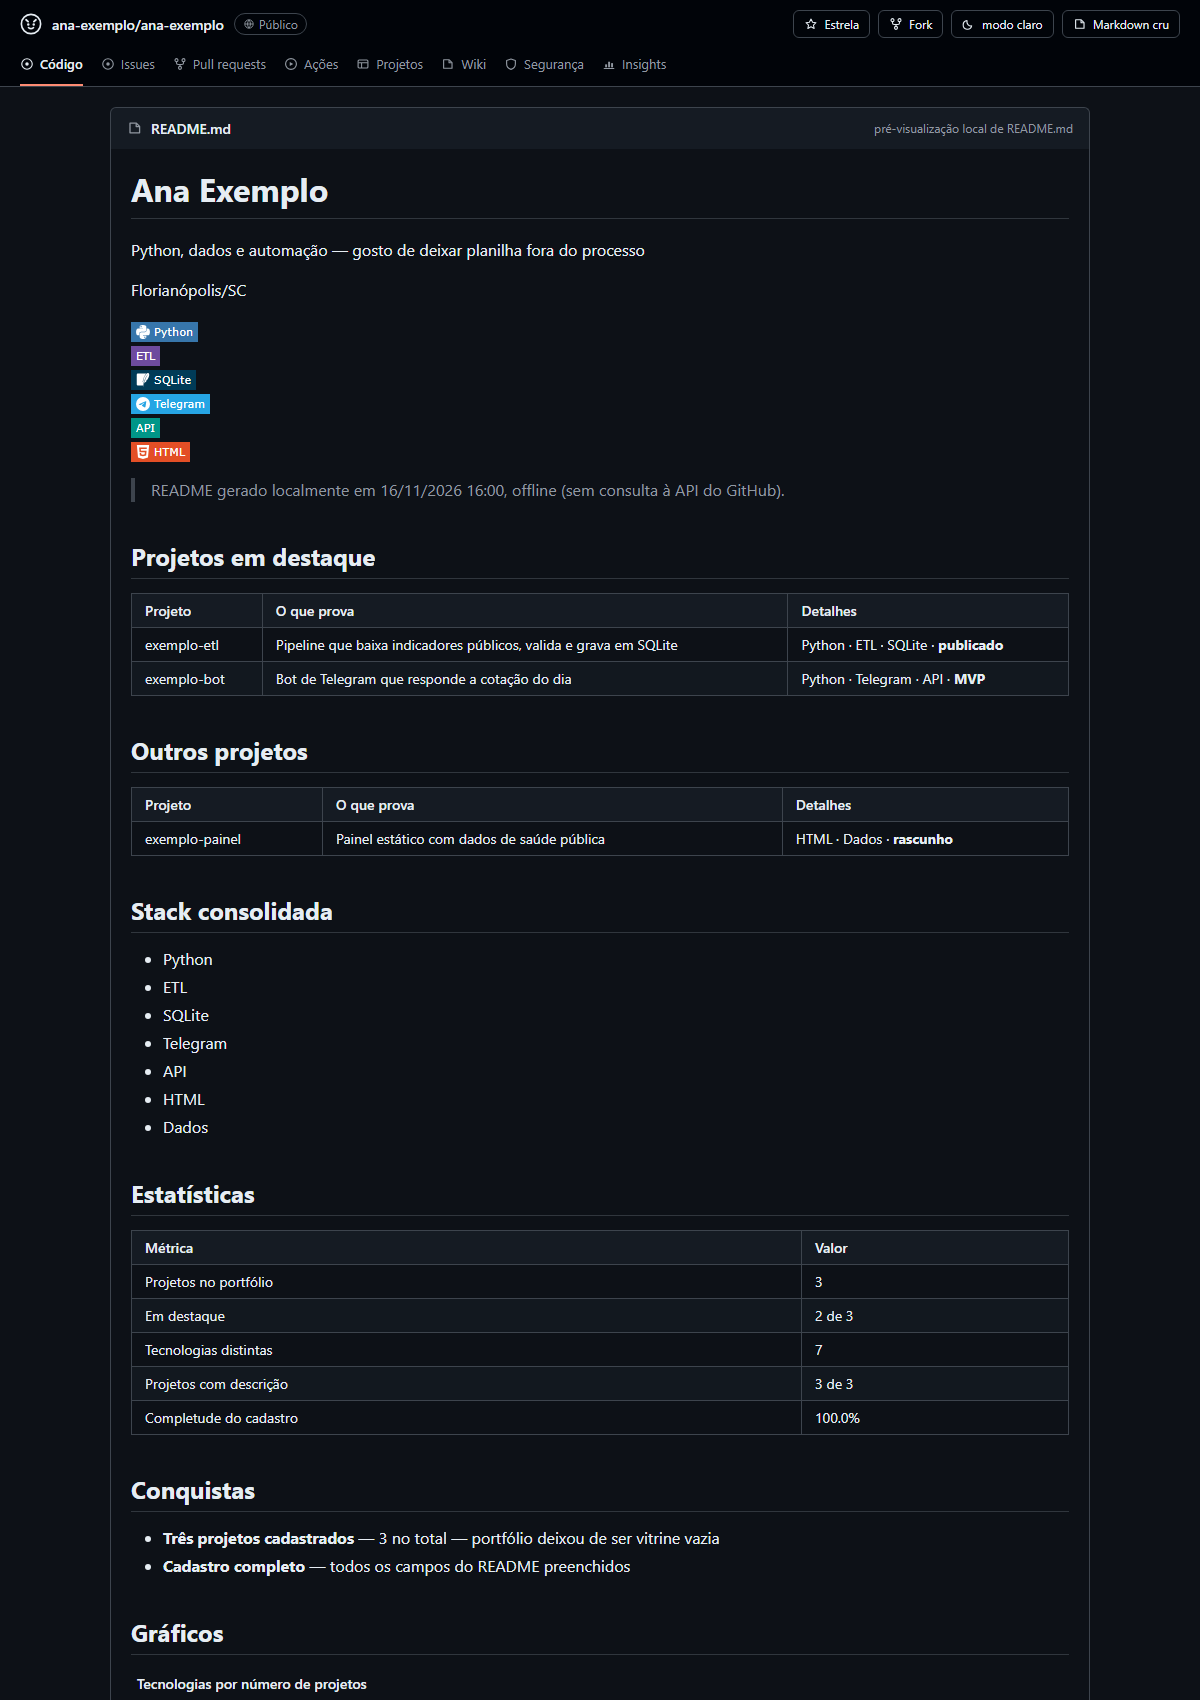 ana-exemplo/ana-exemplo Público Estrela Fork modo claro Markdown cru
Código Issues Pull requests Ações Projetos Wiki Segurança Insights
README.md pré-visualização local de README.md
Ana Exemplo
Python, dados e automação — gosto de deixar planilha fora do processo
Florianópolis/SC
Python
ETL
SQLite
Telegram
API
HTML
README gerado localmente em 16/11/2026 16:00, offline (sem consulta à API do GitHub).
Projetos em destaque
Projeto O que prova Detalhes
exemplo-etl Pipeline que baixa indicadores públicos, valida e grava em SQLite Python · ETL · SQLite · publicado
exemplo-bot Bot de Telegram que responde a cotação do dia Python · Telegram · API · MVP
Outros projetos
Projeto O que prova Detalhes
exemplo-painel Painel estático com dados de saúde pública HTML · Dados · rascunho
Stack consolidada
• Python
• ETL
• SQLite
• Telegram
• API
• HTML
• Dados
Estatísticas
Métrica Valor
Projetos no portfólio 3
Em destaque 2 de 3
Tecnologias distintas 7
Projetos com descrição 3 de 3
Completude do cadastro 100.0%
Conquistas
• Três projetos cadastrados — 3 no total — portfólio deixou de ser vitrine vazia
• Cadastro completo — todos os campos do README preenchidos
Gráficos
Tecnologias por número de projetos